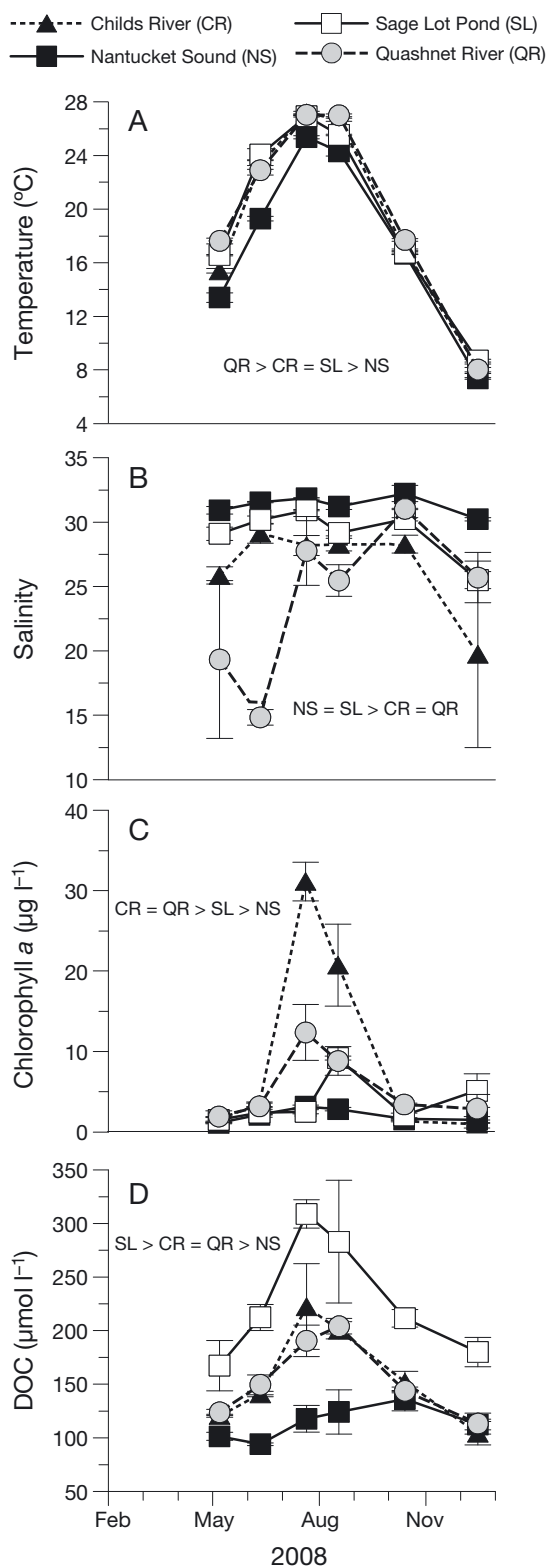 Childs River (CR) Sage Lot Pond (SL)
Nantucket Sound (NS) Quashnet River (QR)
A
Temperature (ºC)
28
24
20
16
12
8
4
QR > CR = SL > NS
B
Salinity
35
30
25
20
15
10
NS = SL > CR = QR
C
Chlorophyll a (µg l–1)
40
30
20
10
0
CR = QR > SL > NS
D
DOC (µmol l–1)
350
300
250
200
150
100
50
SL > CR = QR > NS
Feb May Aug Nov
2008